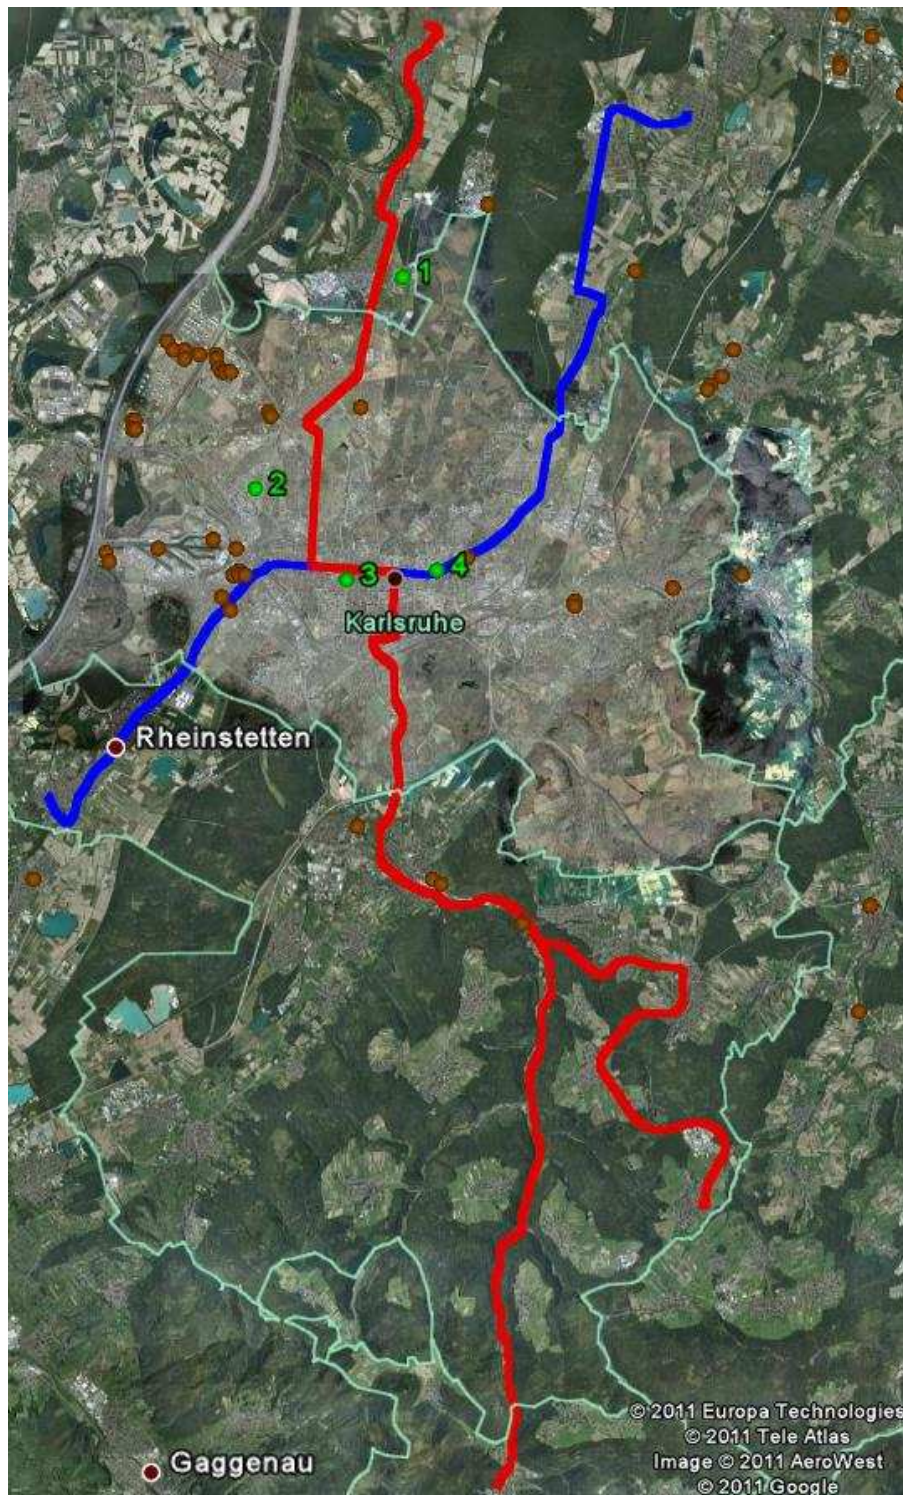 1
2
3
4
Karlsruhe
Rheinstetten
© 2011 Europa Technologies
© 2011 Tele Atlas
Image © 2011 AeroWest
© 2011 Google
Gaggenau